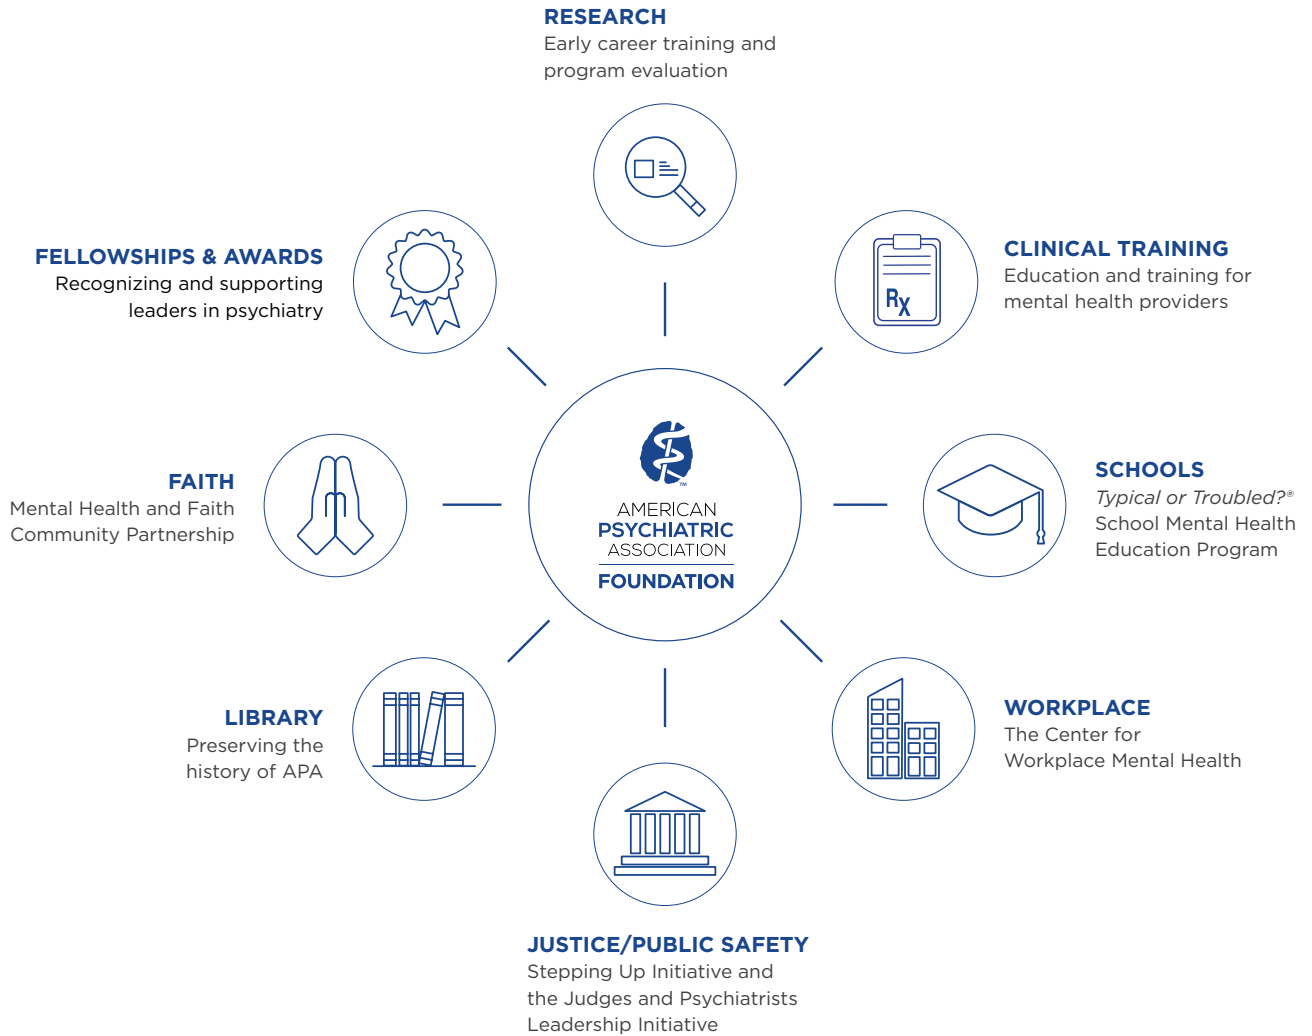 RESEARCH
Early career training and
program evaluation
FELLOWSHIPS & AWARDS
Recognizing and supporting
leaders in psychiatry
CLINICAL TRAINING
Education and training for
mental health providers
Rx
FAITH
Mental Health and Faith
Community Partnership
™
AMERICAN
PSYCHIATRIC
ASSOCIATION
FOUNDATION
SCHOOLS
Typical or Troubled?®
School Mental Health
Education Program
LIBRARY
Preserving the
history of APA
WORKPLACE
The Center for
Workplace Mental Health
JUSTICE/PUBLIC SAFETY
Stepping Up Initiative and
the Judges and Psychiatrists
Leadership Initiative